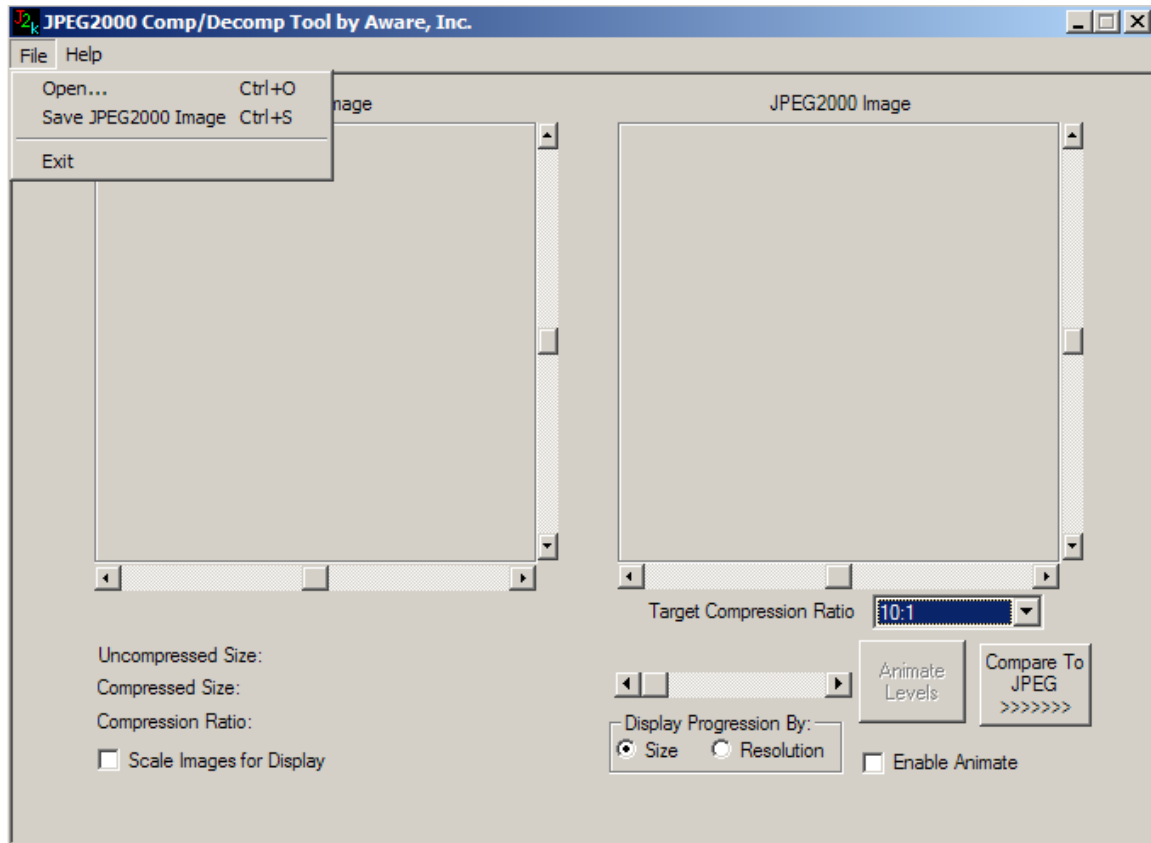 J2k JPEG2000 Comp/Decomp Tool by Aware, Inc.
File Help
Open... Ctrl+O
Save JPEG2000 Image Ctrl+S
Exit
JPEG2000 Image
Target Compression Ratio 10:1
Uncompressed Size:
Compressed Size:
Compression Ratio:
Scale Images for Display
Animate
Levels
Compare To
JPEG
>>>>>>>
Display Progression By:
Size Resolution
Enable Animate